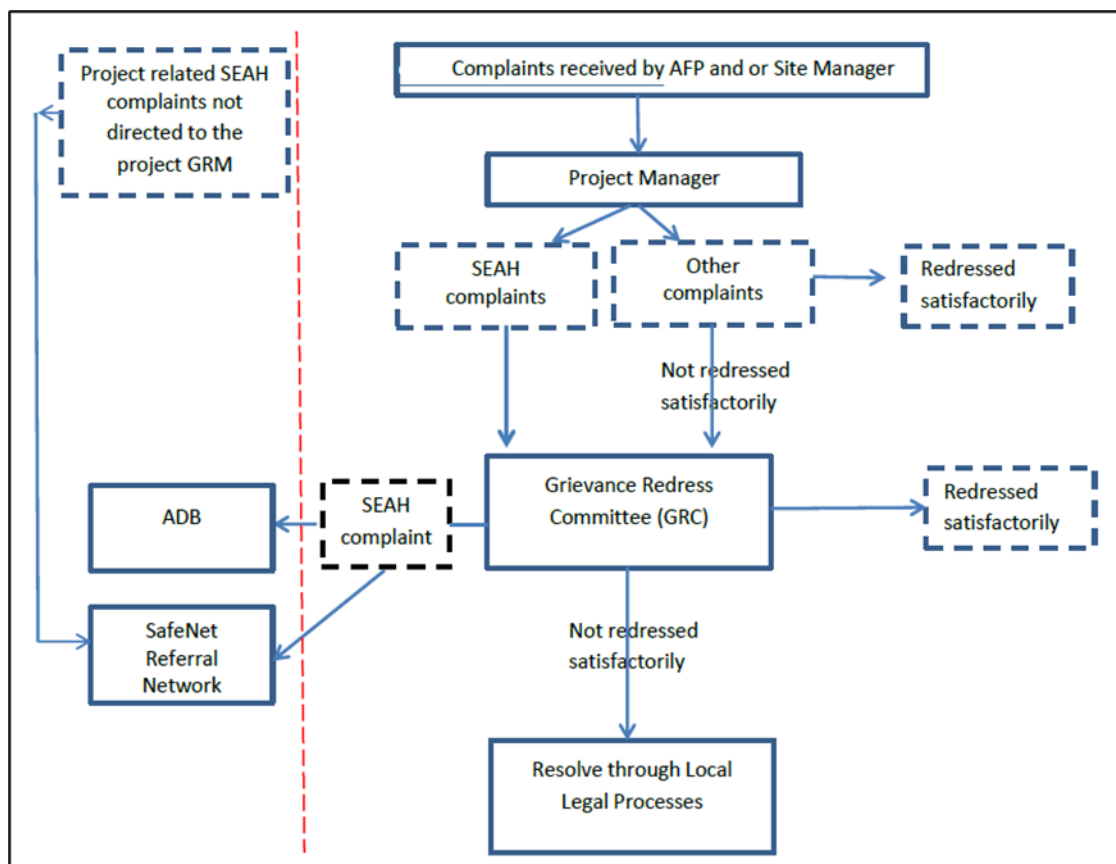 Project related SEAH
complaints not
directed to the
project GRM
Complaints received by AFP and or Site Manager
Project Manager
SEAH
complaints
Other
complaints
Redressed
satisfactorily
Not redressed
satisfactorily
Grievance Redress
Committee (GRC)
Redressed
satisfactorily
SEAH
complaint
ADB
SafeNet
Referral
Network
Not redressed
satisfactorily
Resolve through Local
Legal Processes